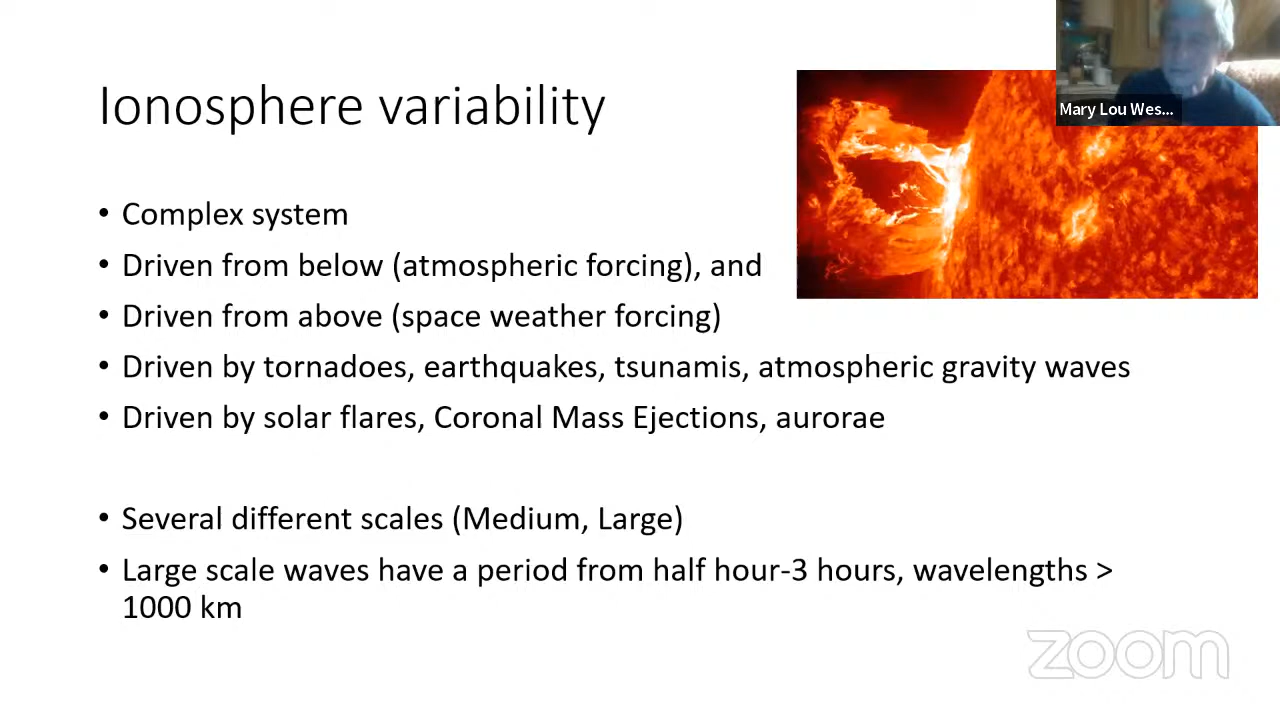 Ionosphere variability
Mary Lou Wes...
• Complex system
• Driven from below (atmospheric forcing), and
• Driven from above (space weather forcing)
• Driven by tornadoes, earthquakes, tsunamis, atmospheric gravity waves
• Driven by solar flares, Coronal Mass Ejections, aurorae
• Several different scales (Medium, Large)
• Large scale waves have a period from half hour-3 hours, wavelengths >
1000 km
zoom